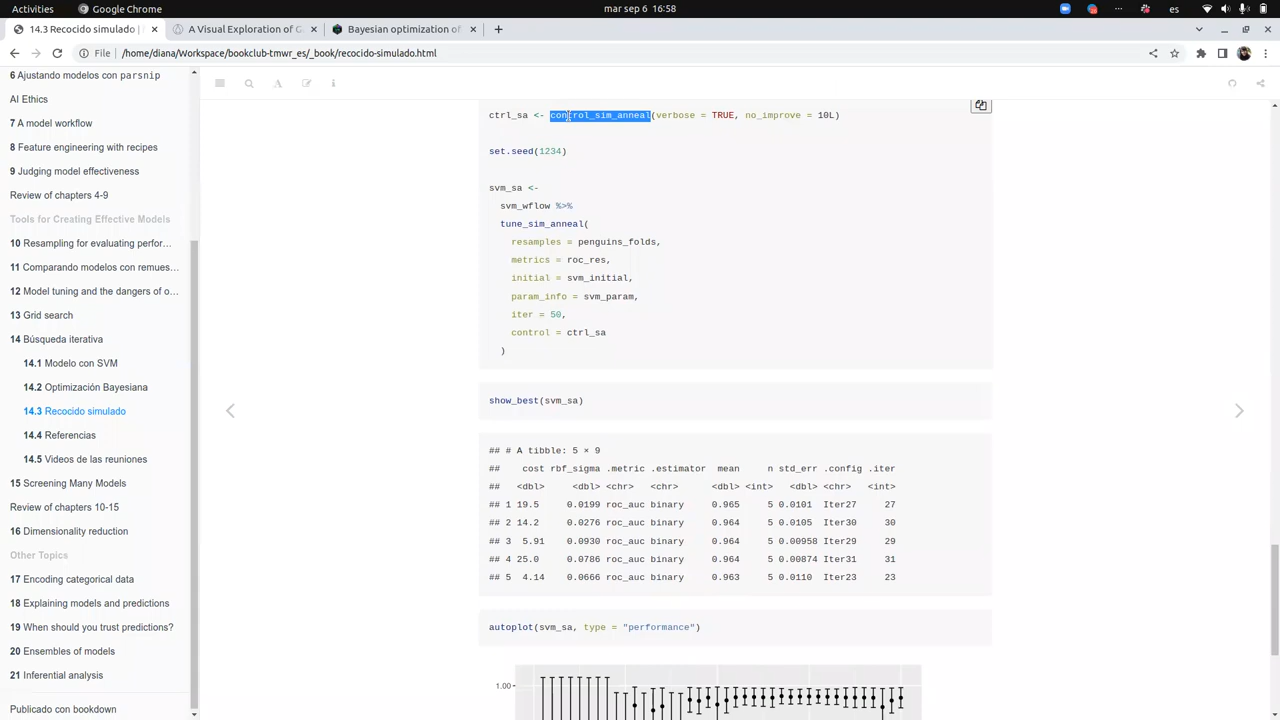 Activities Google Chrome mar sep 6 16:58 es
14.3 Recocido simulado | A Visual Exploration of G Bayesian optimization of
File /home/diana/Workspace/bookclub-tmwr_es/_book/recocido-simulado.html
6 Ajustando modelos con parsnip
AI Ethics
7 A model workflow
8 Feature engineering with recipes
9 Judging model effectiveness
Review of chapters 4-9
Tools for Creating Effective Models
10 Resampling for evaluating perfor…
11 Comparando modelos con remues…
12 Model tuning and the dangers of o…
13 Grid search
14 Búsqueda iterativa
14.1 Modelo con SVM
14.2 Optimización Bayesiana
14.3 Recocido simulado
14.4 Referencias
14.5 Videos de las reuniones
15 Screening Many Models
Review of chapters 10-15
16 Dimensionality reduction
Other Topics
17 Encoding categorical data
18 Explaining models and predictions
19 When should you trust predictions?
20 Ensembles of models
21 Inferential analysis
Publicado con bookdown
ctrl_sa <- control_sim_anneal(verbose = TRUE, no_improve = 10L)
set.seed(1234)
svm_sa <-
svm_wflow %>%
tune_sim_anneal(
resamples = penguins_folds,
metrics = roc_res,
initial = svm_initial,
param_info = svm_param,
iter = 50,
control = ctrl_sa
)
show_best(svm_sa)
## # A tibble: 5 × 9
## cost rbf_sigma .metric .estimator mean n std_err .config .iter
## <dbl> <dbl> <chr> <chr> <dbl> <int> <dbl> <chr> <int>
## 1 19.5 0.0199 roc_auc binary 0.965 5 0.0101 Iter27 27
## 2 14.2 0.0276 roc_auc binary 0.964 5 0.0105 Iter30 30
## 3 5.91 0.0930 roc_auc binary 0.964 5 0.00958 Iter29 29
## 4 25.0 0.0786 roc_auc binary 0.964 5 0.00874 Iter31 31
## 5 4.14 0.0666 roc_auc binary 0.963 5 0.0110 Iter23 23
autoplot(svm_sa, type = "performance")
1.00